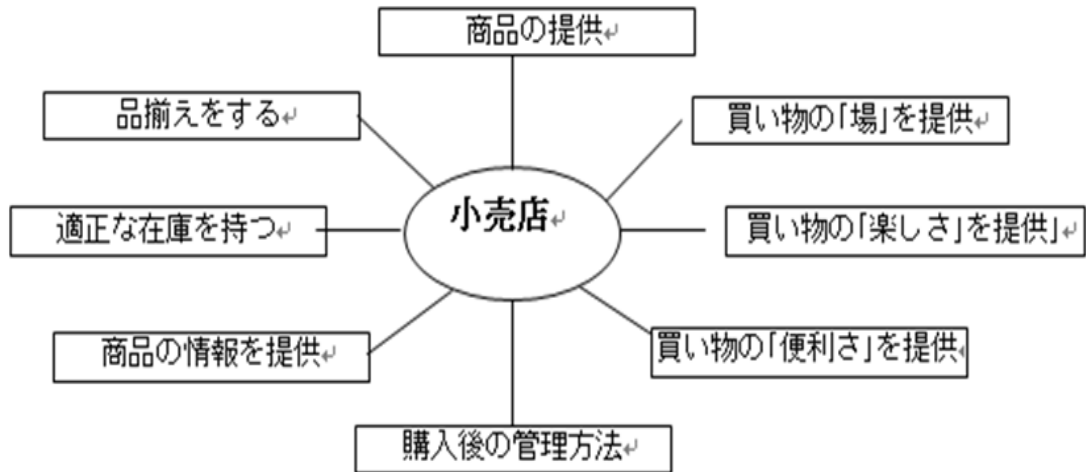 商品の提供
品揃えをする
買い物の「場」を提供
小売店
適正な在庫を持つ
買い物の「楽しさ」を提供」
商品の情報を提供
買い物の「便利さ」を提供
購入後の管理方法